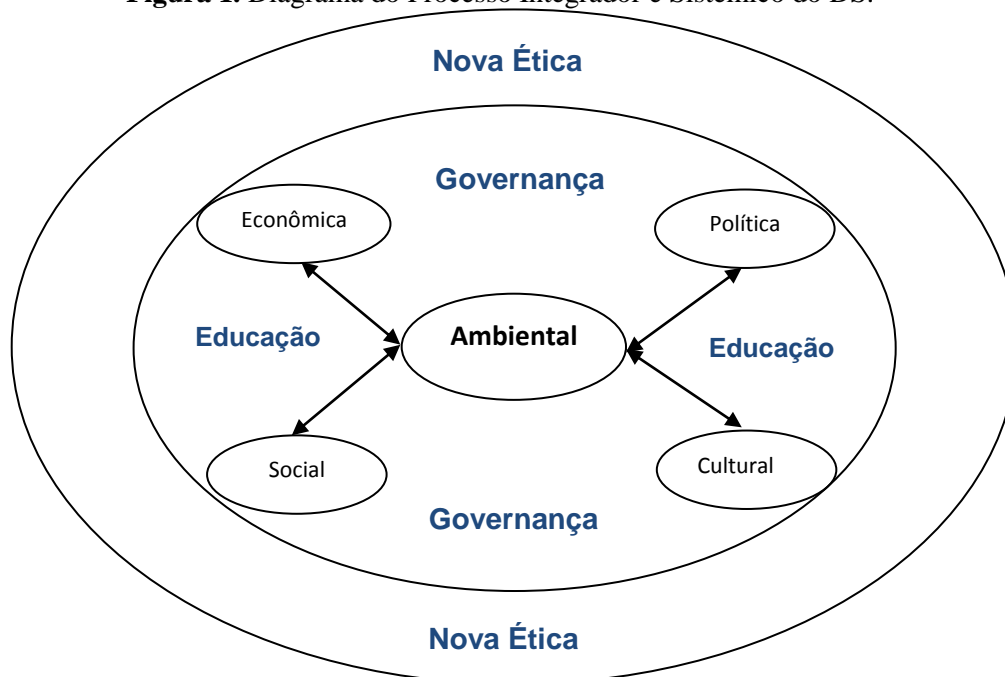 Figura 1. Diagrama do Processo Integrador e Sistêmico do DS.
Nova Ética
Governança
Econômica
Política
Educação
Ambiental
Educação
Social
Cultural
Governança
Nova Ética